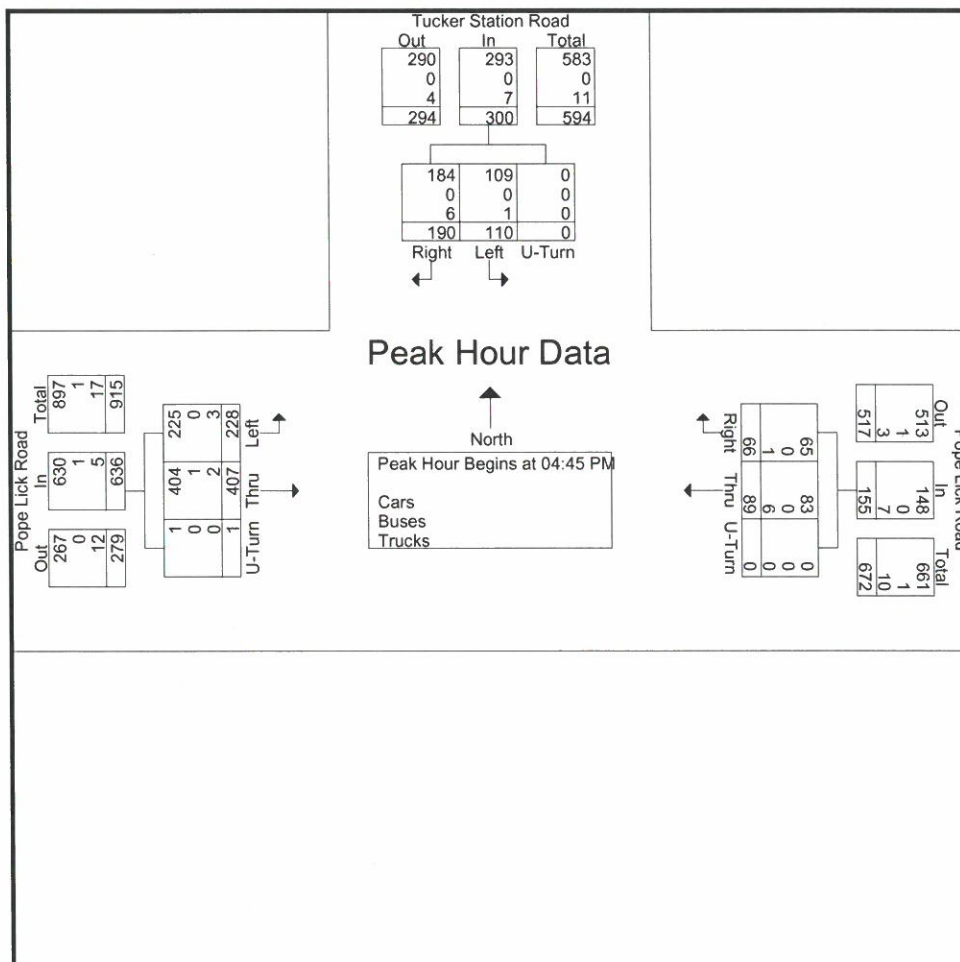 Tucker Station Road
Out In Total
290 293 583
0 0 0
4 7 11
294 300 594
184 109 0
0 0 0
6 1 0
190 110 0
Right Left U-Turn
Peak Hour Data
North
Peak Hour Begins at 04:45 PM
Cars
Buses
Trucks
Pope Lick Road
Out In Total
267 630 897
0 1 1
12 5 17
279 636 915
U-Turn Thru Left
1 404 225
0 1 0
0 2 3
1 407 228
Pope Lick Road
Out In Total
513 148 661
1 0 1
3 7 10
517 155 672
65 83 0
0 0 0
1 6 0
66 89 0
Right Thru U-Turn